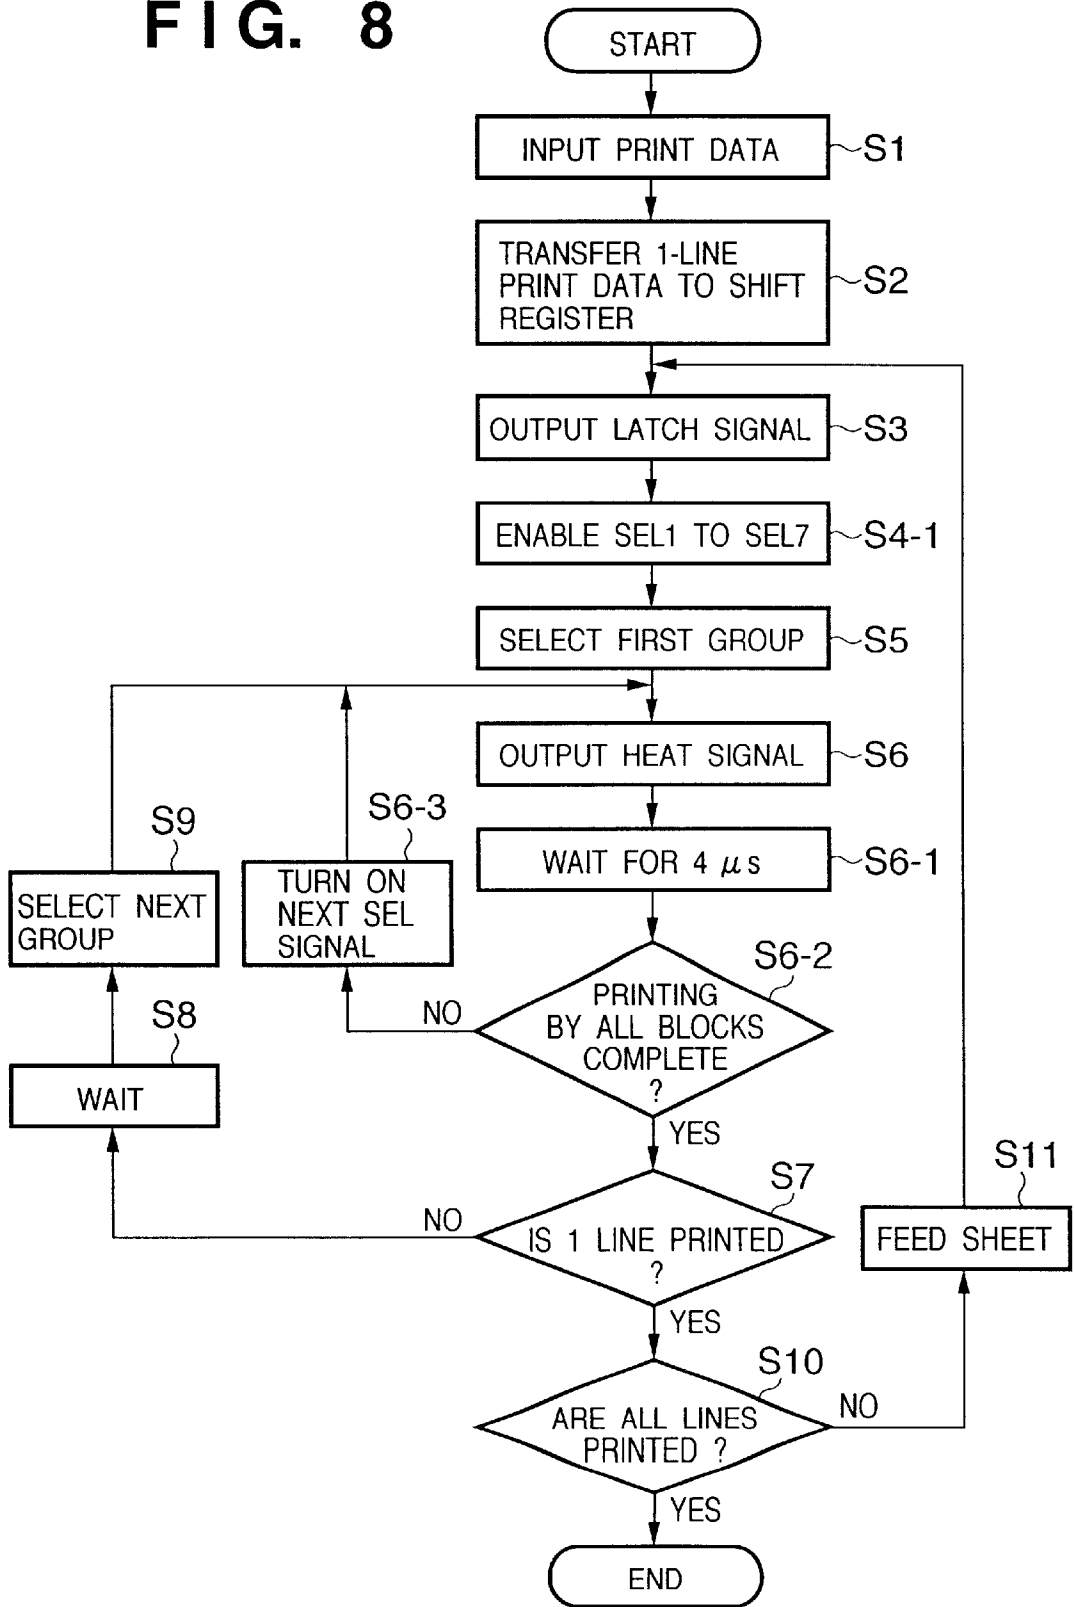 FIG. 8
START
INPUT PRINT DATA
S1
TRANSFER 1-LINE
PRINT DATA TO SHIFT
REGISTER
S2
OUTPUT LATCH SIGNAL
S3
ENABLE SEL1 TO SEL7
S4-1
SELECT FIRST GROUP
S5
OUTPUT HEAT SIGNAL
S6
WAIT FOR 4 μs
S6-1
S9
SELECT NEXT
GROUP
S6-3
TURN ON
NEXT SEL
SIGNAL
S6-2
PRINTING
BY ALL BLOCKS
COMPLETE
?
NO
YES
S8
WAIT
S7
IS 1 LINE PRINTED
?
NO
YES
S11
FEED SHEET
S10
ARE ALL LINES
PRINTED ?
NO
YES
END